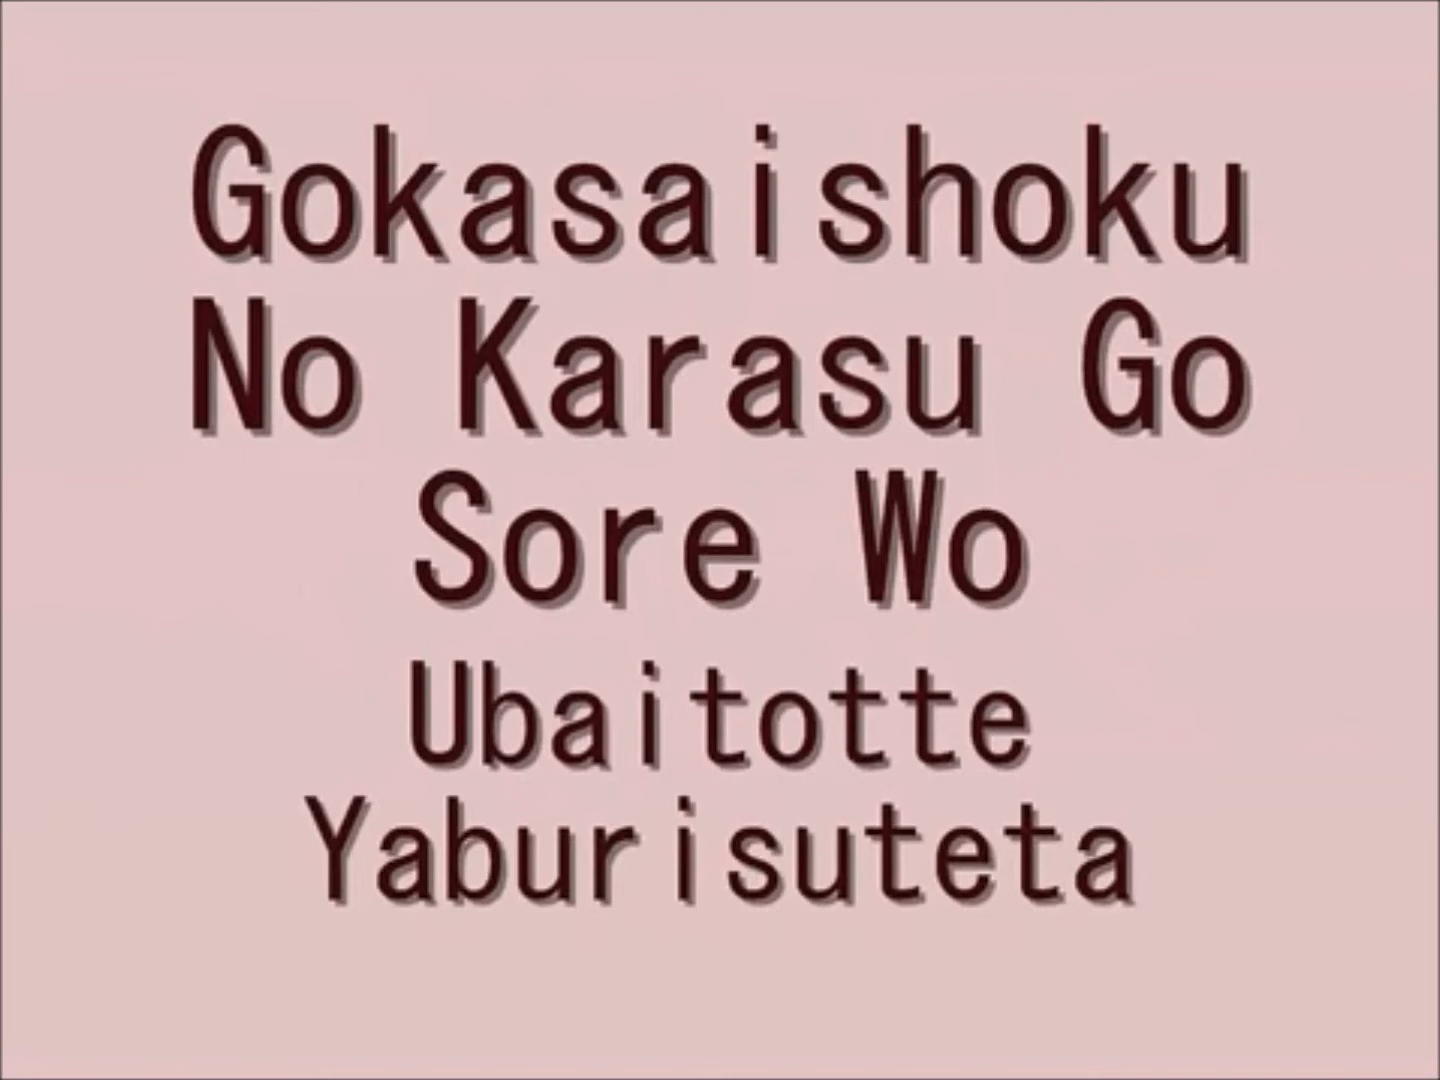 Gokasaishoku
No Karasu Go
Sore Wo
Ubaitotte
Yaburisuteta